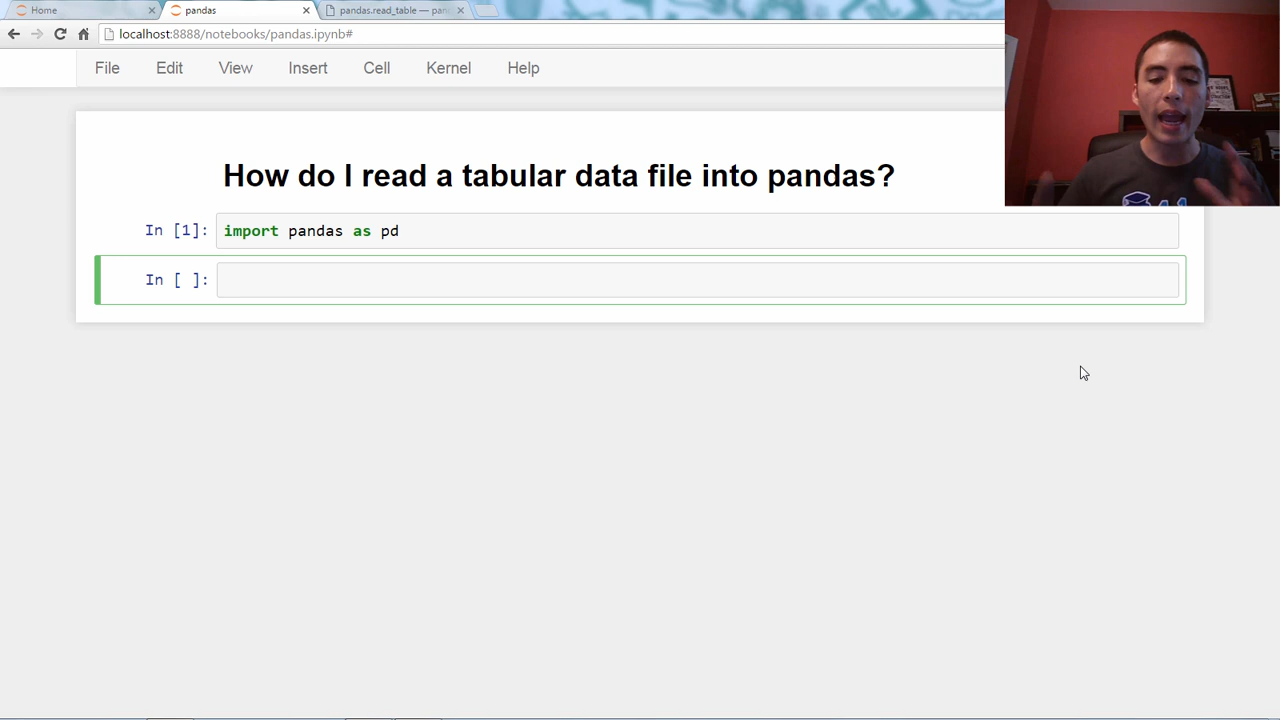 Home
pandas
pandas.read_table — pan
localhost:8888/notebooks/pandas.ipynb#
File Edit View Insert Cell Kernel Help
How do I read a tabular data file into pandas?
In [1]: import pandas as pd
In [ ]: